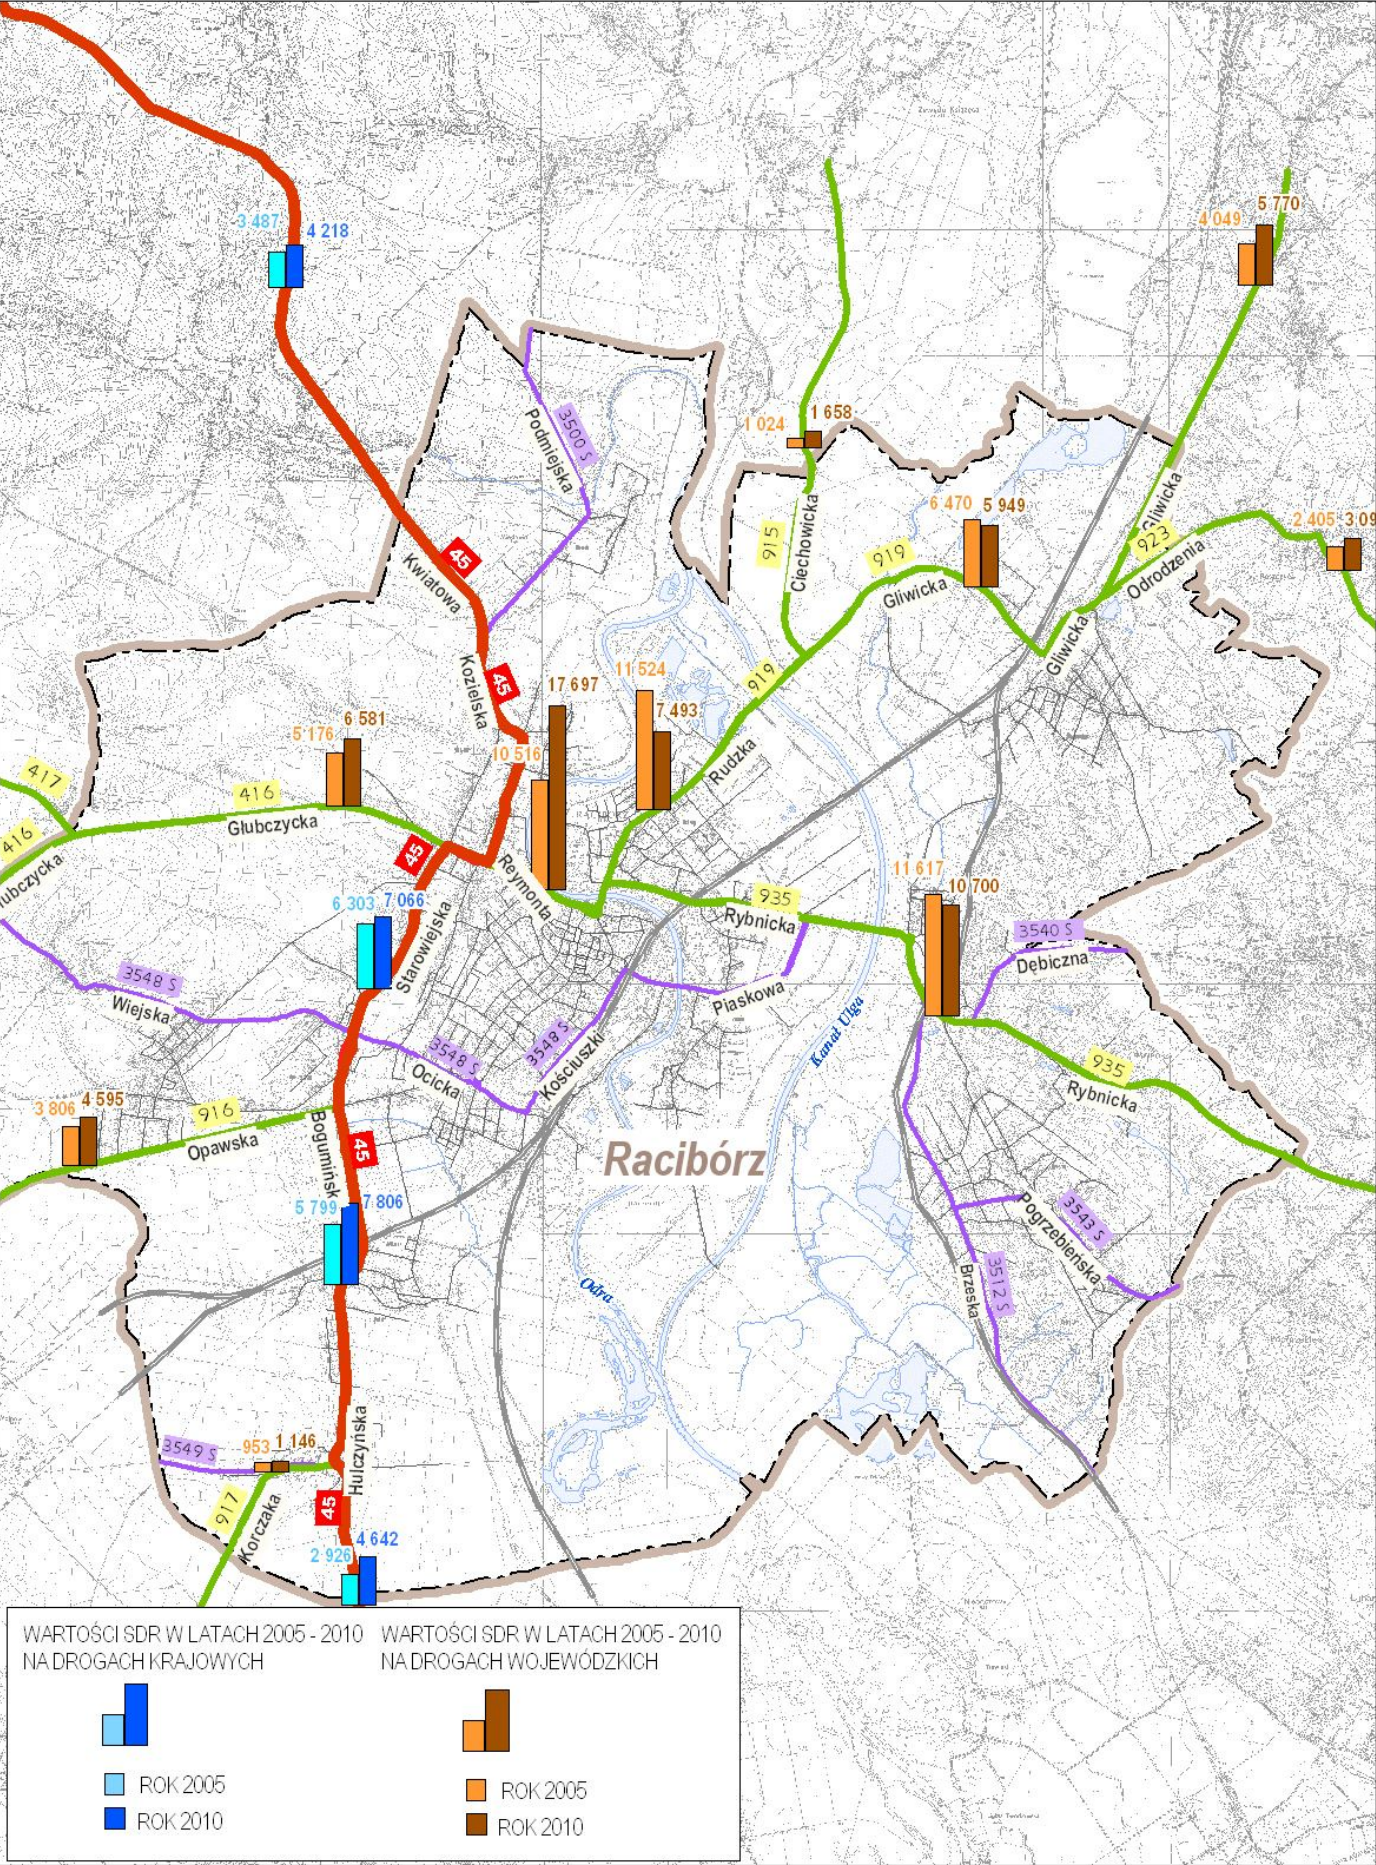 3 487
4 218
4 049
5 770
Podmiejska
3500 S
1 024
1 658
915
Ciechowicka
6 470
5 949
919
Gliwicka
Gliwicka
923
Odrodzenia
2 405
3 09
45
Kwiatowa
Kozielska
45
11 524
17 697
7 493
10 516
919
Rudzka
Gliwicka
5 176
6 581
417
416
416
Głubczycka
lubczycka
45
Reymonta
6 303
7 066
Starowiejska
935
Rybnicka
11 617
10 700
3540 S
Dębiczna
3548 S
Wiejska
Piaskowa
3548 S
Ocicka
3548 S
Kościuszki
Kanał Ulga
935
Rybnicka
3 806
4 595
916
Opawska
Bogumińsk
45
Racibórz
5 799
7 806
3543 S
Pogrzebieńska
3512 S
Brzeska
Odra
3549 S
953
1 146
917
Korczaka
Hulczyńska
45
2 926
4 642
WARTOŚCI SDR W LATACH 2005 - 2010
NA DROGACH KRAJOWYCH
ROK 2005
ROK 2010
WARTOŚCI SDR W LATACH 2005 - 2010
NA DROGACH WOJEWÓDZKICH
ROK 2005
ROK 2010